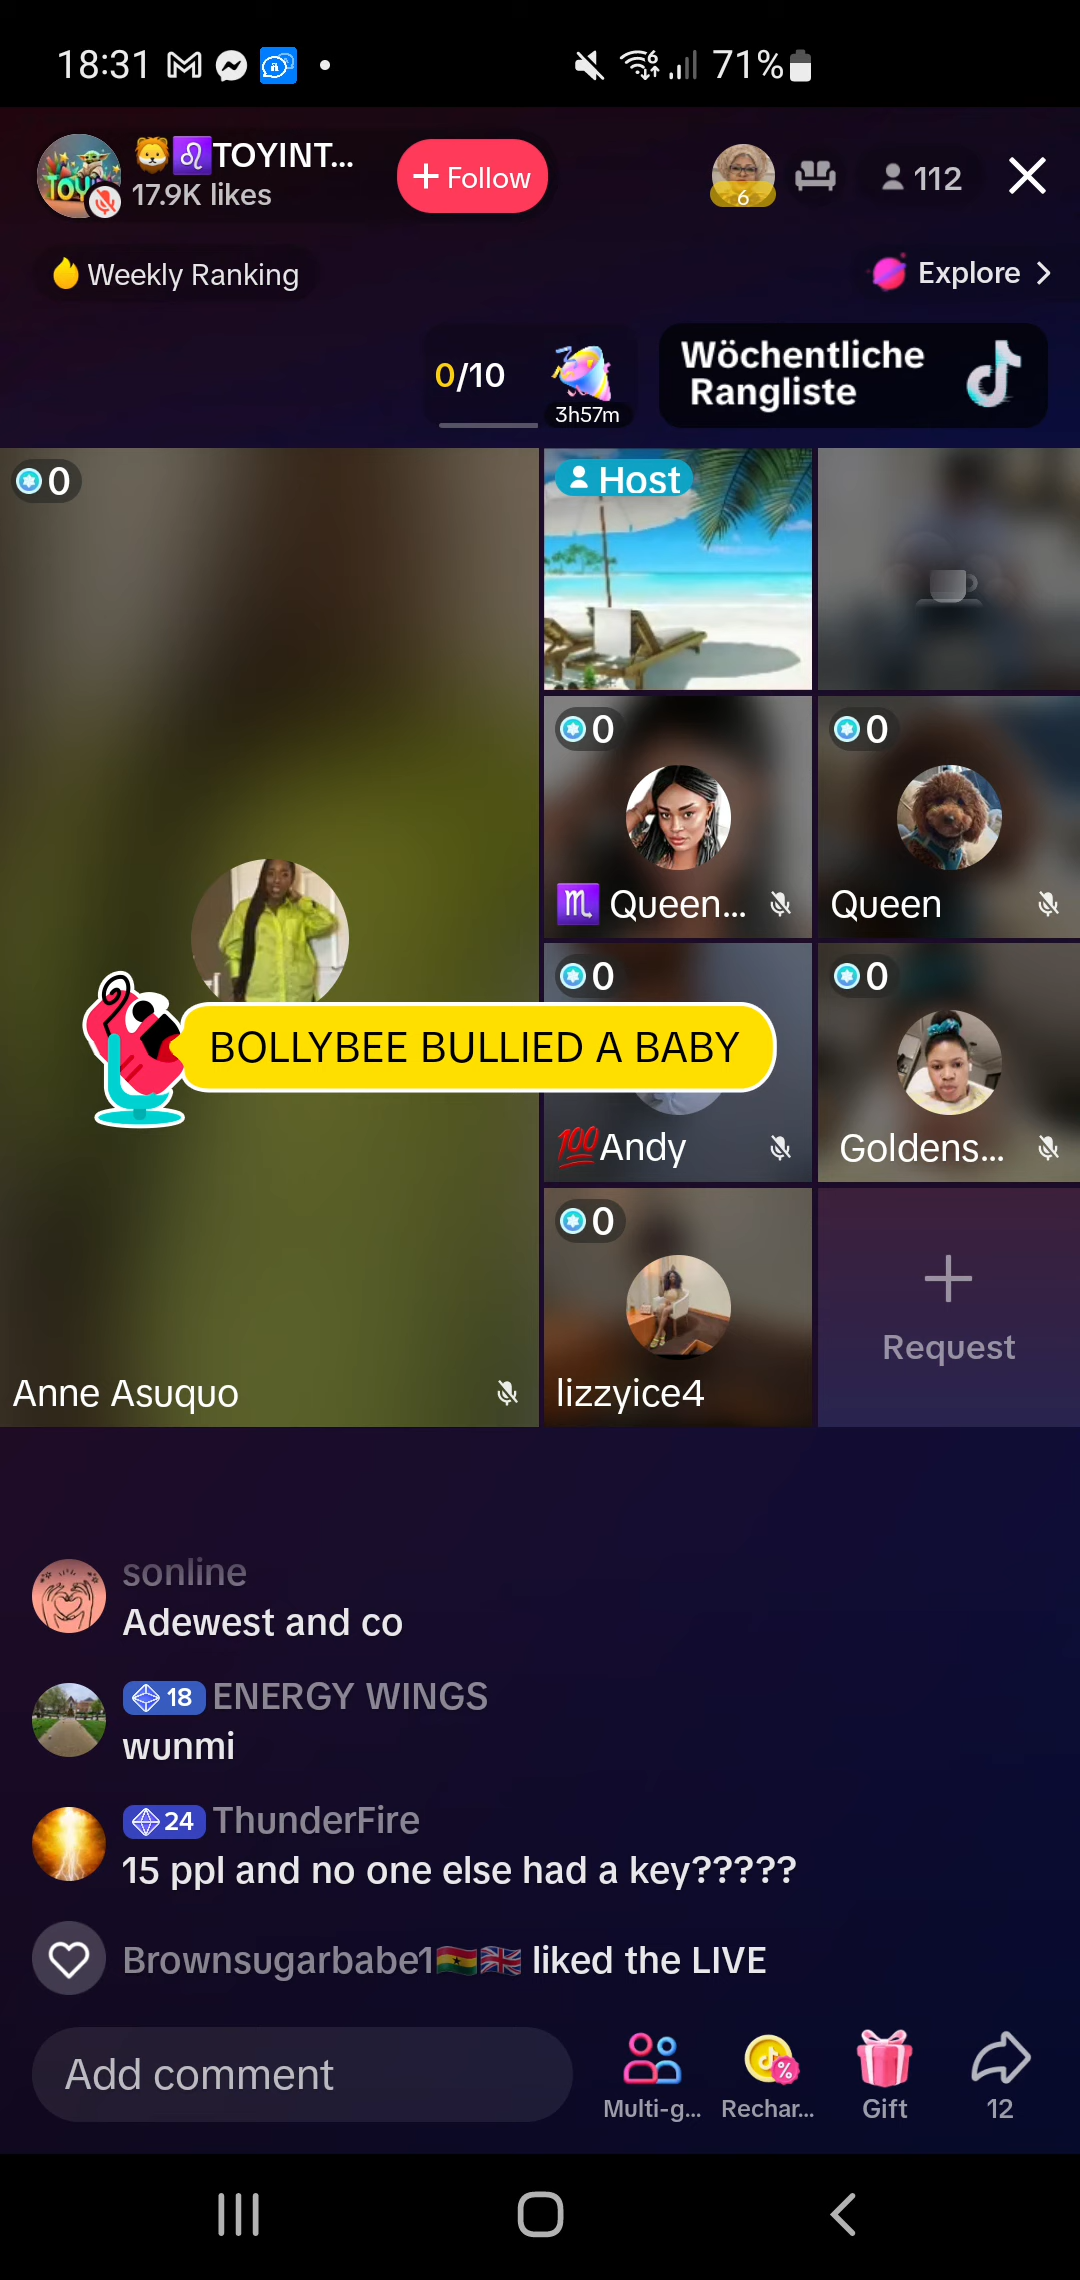 18:31
71%
🦁♌TOYINT...
17.9K likes
+ Follow
6
112
Weekly Ranking
Explore >
0/10
3h57m
Wöchentliche
Rangliste
0
Host
0
♏ Queen...
0
Queen
BOLLYBEE BULLIED A BABY
0
💯Andy
0
Goldens...
0
lizzyice4
Request
Anne Asuquo
sonline
Adewest and co
18 ENERGY WINGS
wunmi
24 ThunderFire
15 ppl and no one else had a key?????
Brownsugarbabe1🇬🇭🇬🇧 liked the LIVE
Add comment
Multi-g...
Rechar...
Gift
12